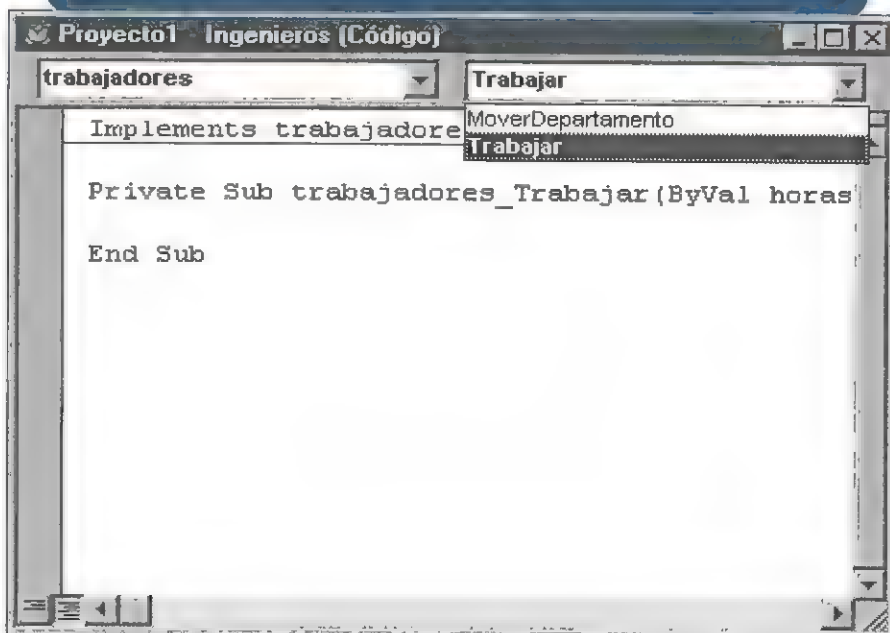 Proyecto1 - Ingenieros (Código)
trabajadores
Trabajar
MoverDepartamento
Trabajar
Implements trabajadore
Private Sub trabajadores_Trabajar(ByVal horas
End Sub